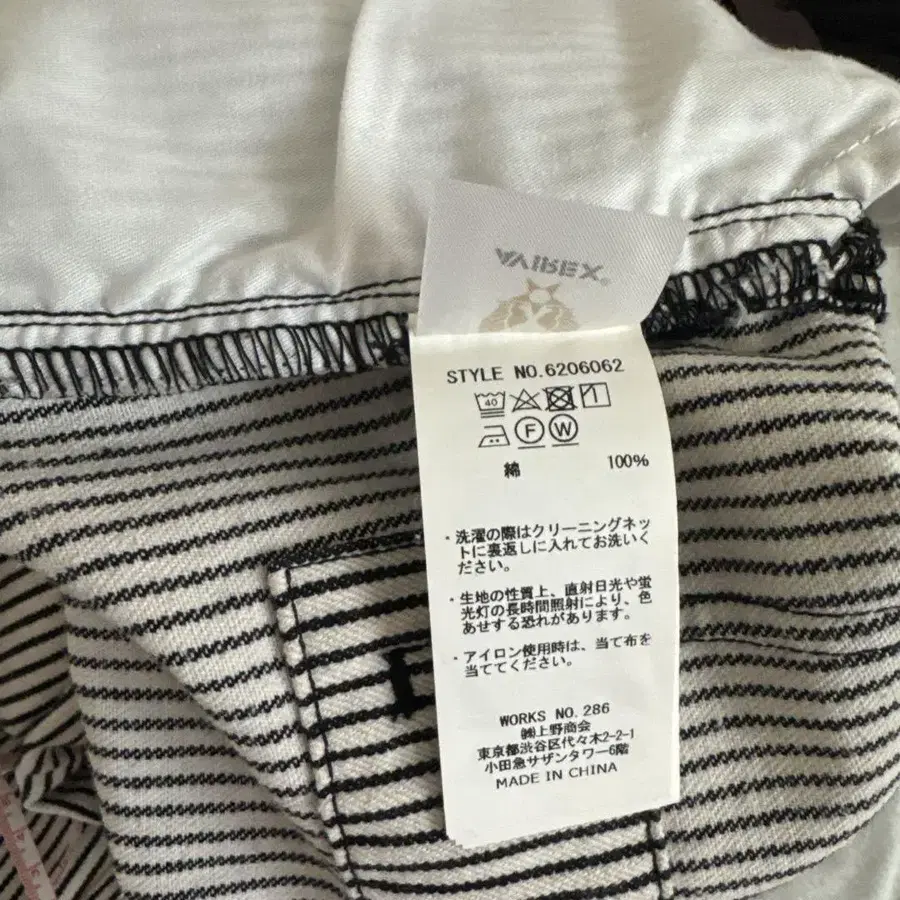 AVIREX®
STYLE NO.6206062
40
F W
綿 100%
・洗濯の際はクリーニングネッ
トに裏返しに入れてお洗いく
ださい。
・生地の性質上、直射日光や蛍
光灯の長時間照射により、色
あせする恐れがあります。
・アイロン使用時は、当て布を
当ててください。
WORKS NO.286
㈱上野商会
東京都渋谷区代々木2-2-1
小田急サザンタワー6階
MADE IN CHINA